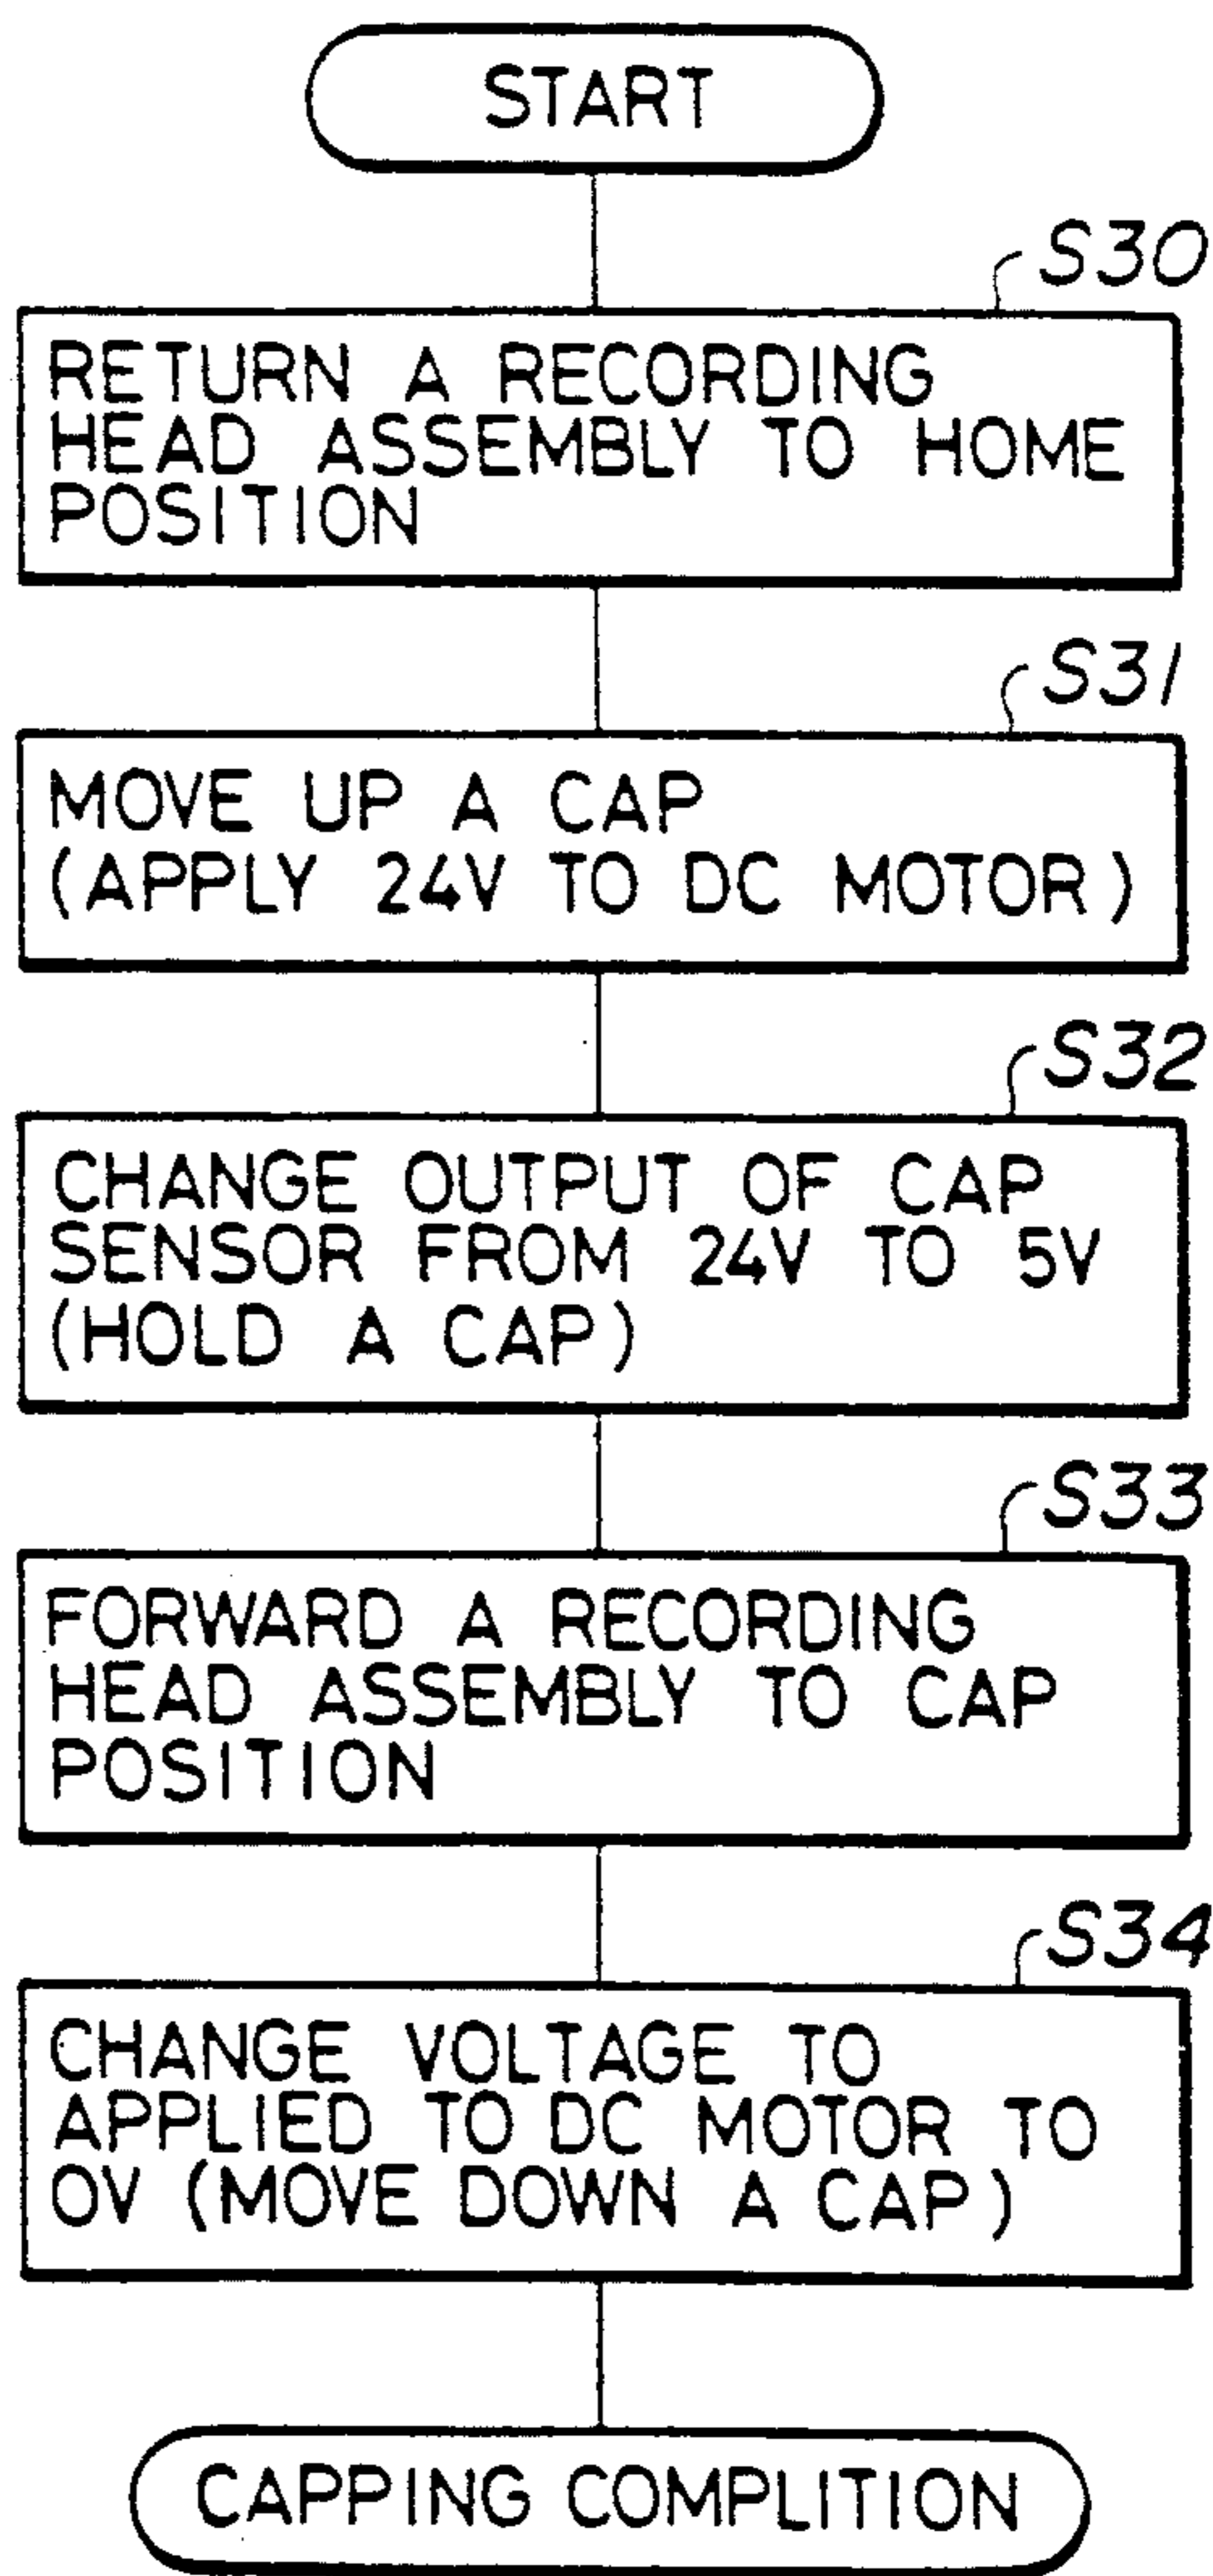 START
S30
RETURN A RECORDING
HEAD ASSEMBLY TO HOME
POSITION
S31
MOVE UP A CAP
(APPLY 24V TO DC MOTOR)
S32
CHANGE OUTPUT OF CAP
SENSOR FROM 24V TO 5V
(HOLD A CAP)
S33
FORWARD A RECORDING
HEAD ASSEMBLY TO CAP
POSITION
S34
CHANGE VOLTAGE TO
APPLIED TO DC MOTOR TO
0V (MOVE DOWN A CAP)
CAPPING COMPLITION